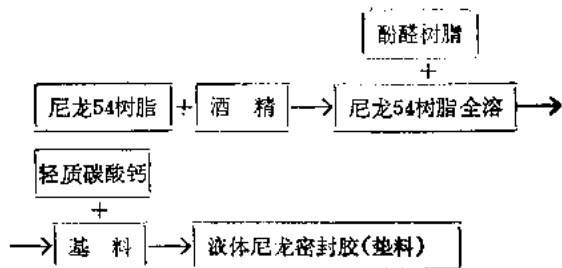 酚醛树脂
+
尼龙54树脂 + 酒 精 → 尼龙54树脂全溶 →
轻质碳酸钙
+
→ 基 料 → 液体尼龙密封胶(垫料)